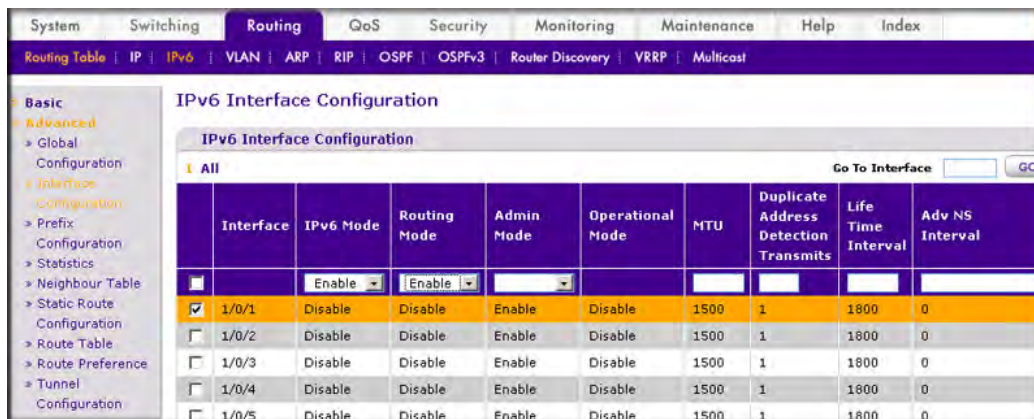 System Switching Routing QoS Security Monitoring Maintenance Help Index
Routing Table | IP | IPv6 | VLAN | ARP | RIP | OSPF | OSPFv3 | Router Discovery | VRRP | Multicast
Basic
Advanced
» Global
Configuration
» Interface
Configuration
» Prefix
Configuration
» Statistics
» Neighbour Table
» Static Route
Configuration
» Route Table
» Route Preference
» Tunnel
Configuration
IPv6 Interface Configuration
IPv6 Interface Configuration
1 All Go To Interface GO
Interface IPv6 Mode Routing Mode Admin Mode Operational Mode MTU Duplicate Address Detection Transmits Life Time Interval Adv NS Interval
Enable Enable
1/0/1 Disable Disable Enable Disable 1500 1 1800 0
1/0/2 Disable Disable Enable Disable 1500 1 1800 0
1/0/3 Disable Disable Enable Disable 1500 1 1800 0
1/0/4 Disable Disable Enable Disable 1500 1 1800 0
1/0/5 Disable Disable Enable Disable 1500 1 1800 0